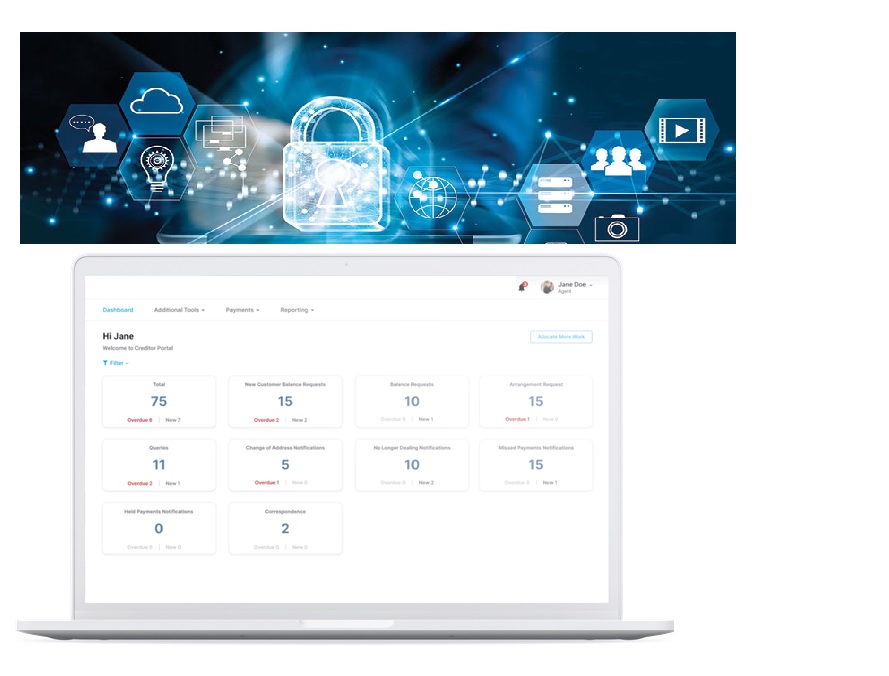 Jane Doe
Agent
Dashboard Additional Tools Payments Reporting
Hi Jane
Allocate More Work
Welcome to Creditor Portal
Filter
Total New Customer Balance Requests Balance Requests Arrangement Request
75 15 10 15
Overdue 6 | New 7 Overdue 2 | New 2 Overdue 0 | New 1 Overdue 1 | New 0
Queries Change of Address Notifications No Longer Dealing Notifications Missed Payments Notifications
11 5 10 15
Overdue 2 | New 1 Overdue 1 | New 0 Overdue 0 | New 2 Overdue 0 | New 1
Held Payments Notifications Correspondence
0 2
Overdue 0 | New 0 Overdue 0 | New 0